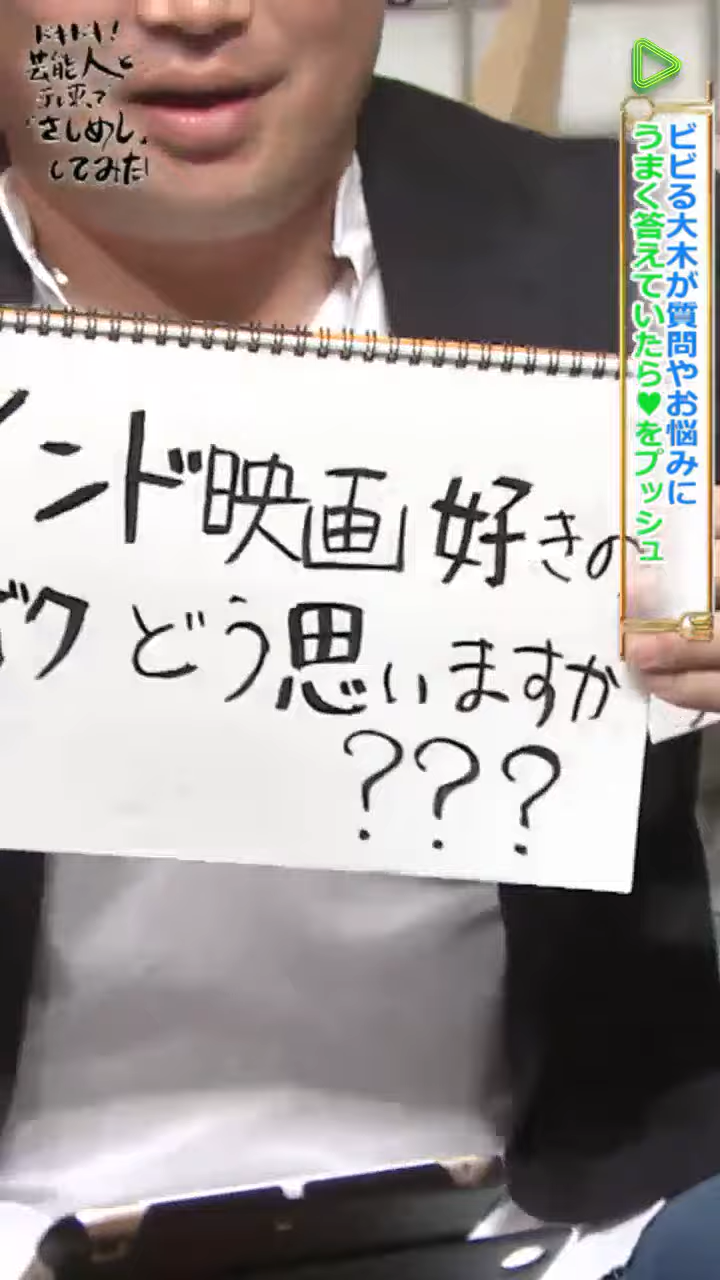 ドキドキ!
芸能人と
「さしめし」
してみた!
ビビる大木が質問やお悩みに
うまく答えていたら♥をプッシュ
インド映画好きの
ボク どう思いますか
???